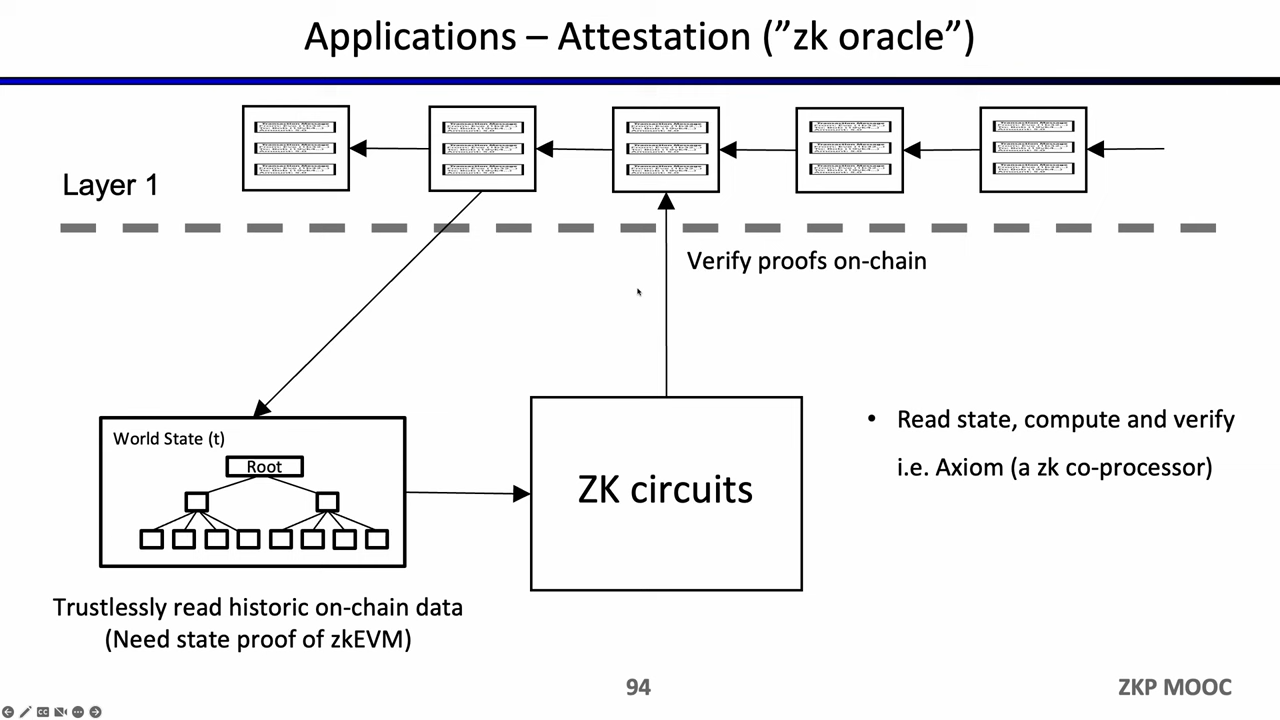 Applications – Attestation (”zk oracle”)
Layer 1
Verify proofs on-chain
World State (t)
Root
ZK circuits
• Read state, compute and verify
i.e. Axiom (a zk co-processor)
Trustlessly read historic on-chain data
(Need state proof of zkEVM)
94
ZKP MOOC